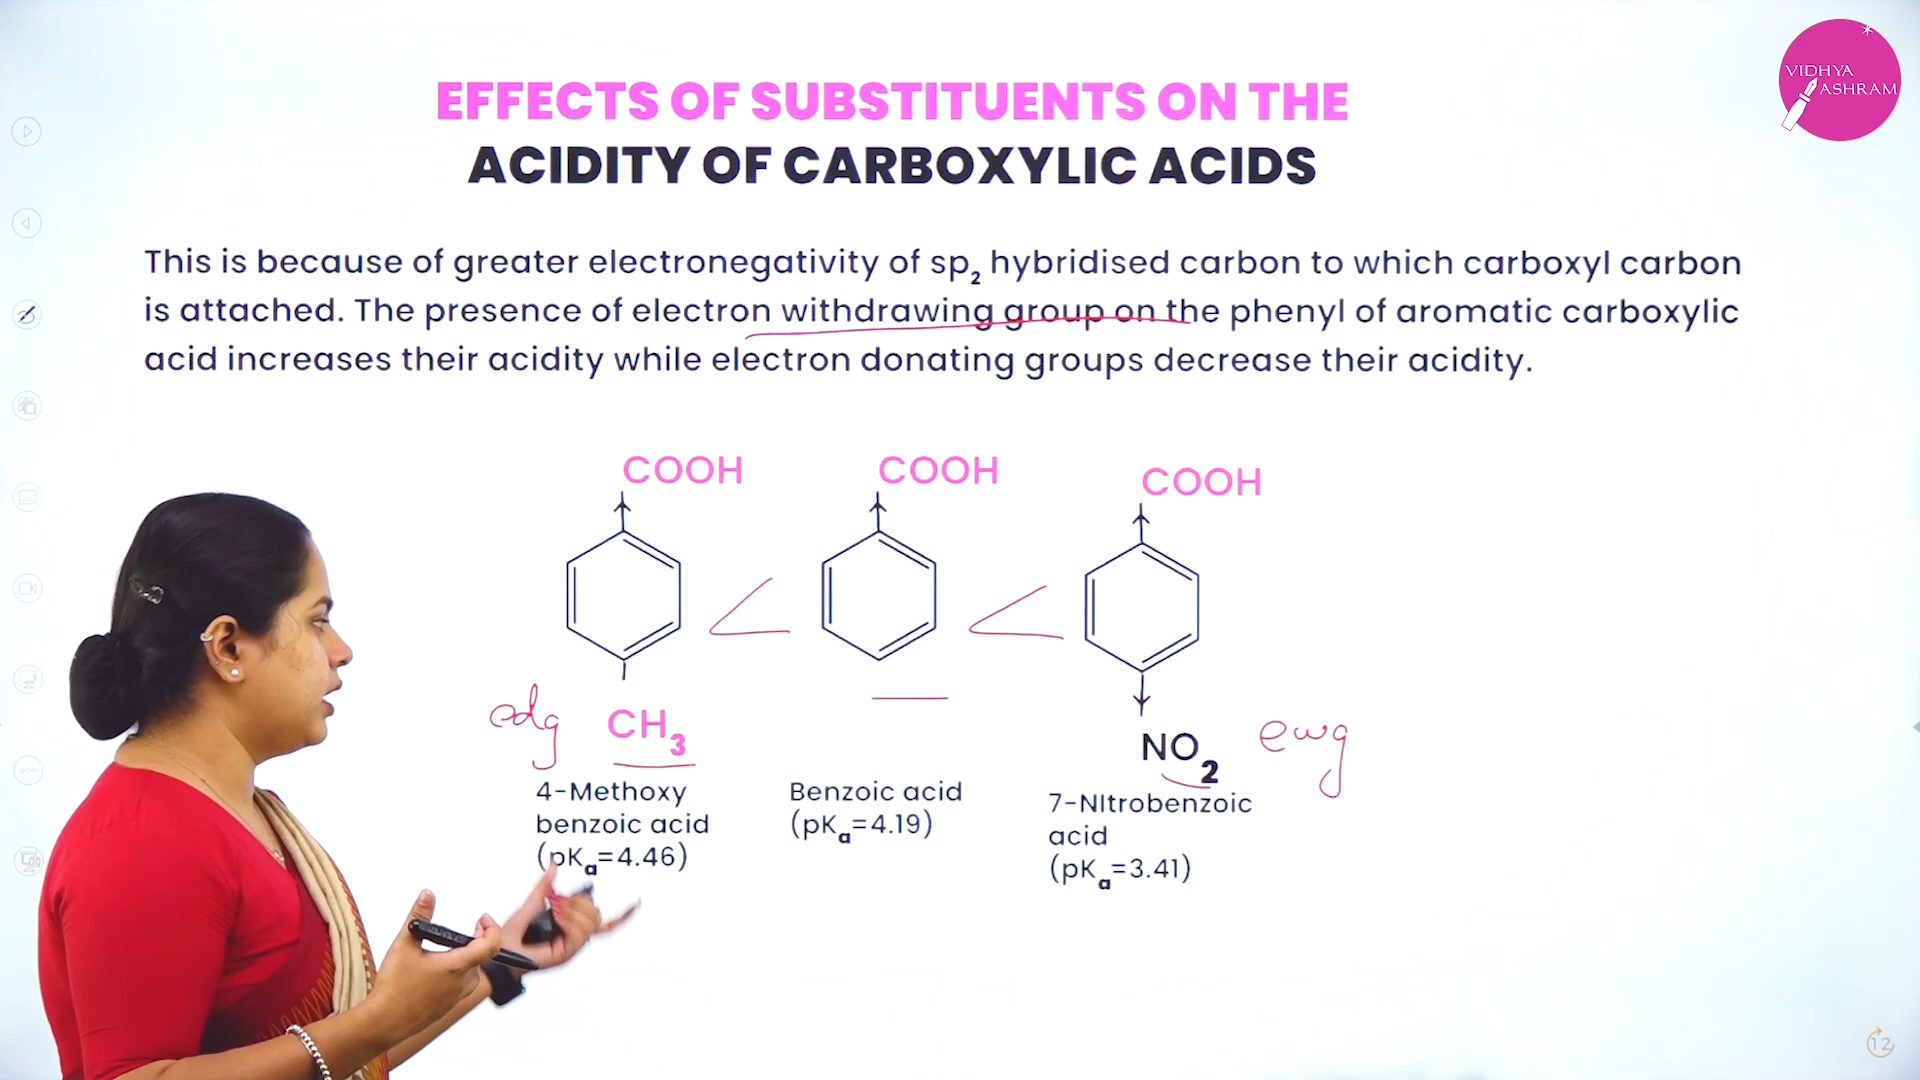 VIDHYA
ASHRAM
EFFECTS OF SUBSTITUENTS ON THE
ACIDITY OF CARBOXYLIC ACIDS
This is because of greater electronegativity of sp₂ hybridised carbon to which carboxyl carbon
is attached. The presence of electron withdrawing group on the phenyl of aromatic carboxylic
acid increases their acidity while electron donating groups decrease their acidity.
COOH COOH COOH
< <
edg CH₃ NO₂ ewg
4-Methoxy
benzoic acid
(pKₐ=4.46)
Benzoic acid
(pKₐ=4.19)
7-NItrobenzoic
acid
(pKₐ=3.41)
12